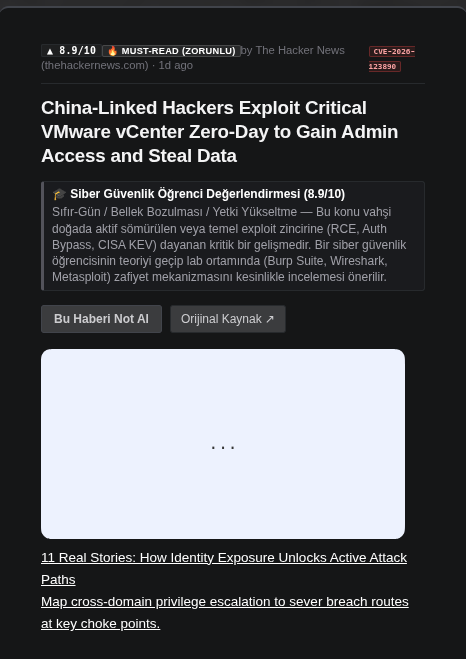 ▲ 8.9/10 🔥 MUST-READ (ZORUNLU) by The Hacker News CVE-2026-
(thehackernews.com) · 1d ago 123890
China-Linked Hackers Exploit Critical
VMware vCenter Zero-Day to Gain Admin
Access and Steal Data
🎓 Siber Güvenlik Öğrenci Değerlendirmesi (8.9/10)
Sıfır-Gün / Bellek Bozulması / Yetki Yükseltme — Bu konu vahşi
doğada aktif sömürülen veya temel exploit zincirine (RCE, Auth
Bypass, CISA KEV) dayanan kritik bir gelişmedir. Bir siber güvenlik
öğrencisinin teoriyi geçip lab ortamında (Burp Suite, Wireshark,
Metasploit) zafiyet mekanizmasını kesinlikle incelemesi önerilir.
Bu Haberi Not Al Orijinal Kaynak ↗
...
11 Real Stories: How Identity Exposure Unlocks Active Attack
Paths
Map cross-domain privilege escalation to sever breach routes
at key choke points.